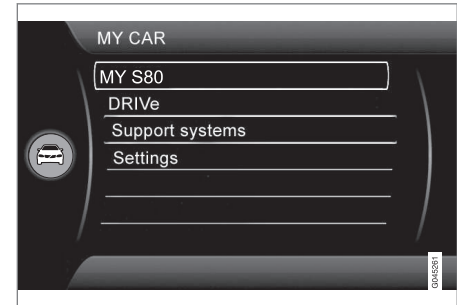 MY CAR
MY S80
DRIVe
Support systems
Settings
G045261